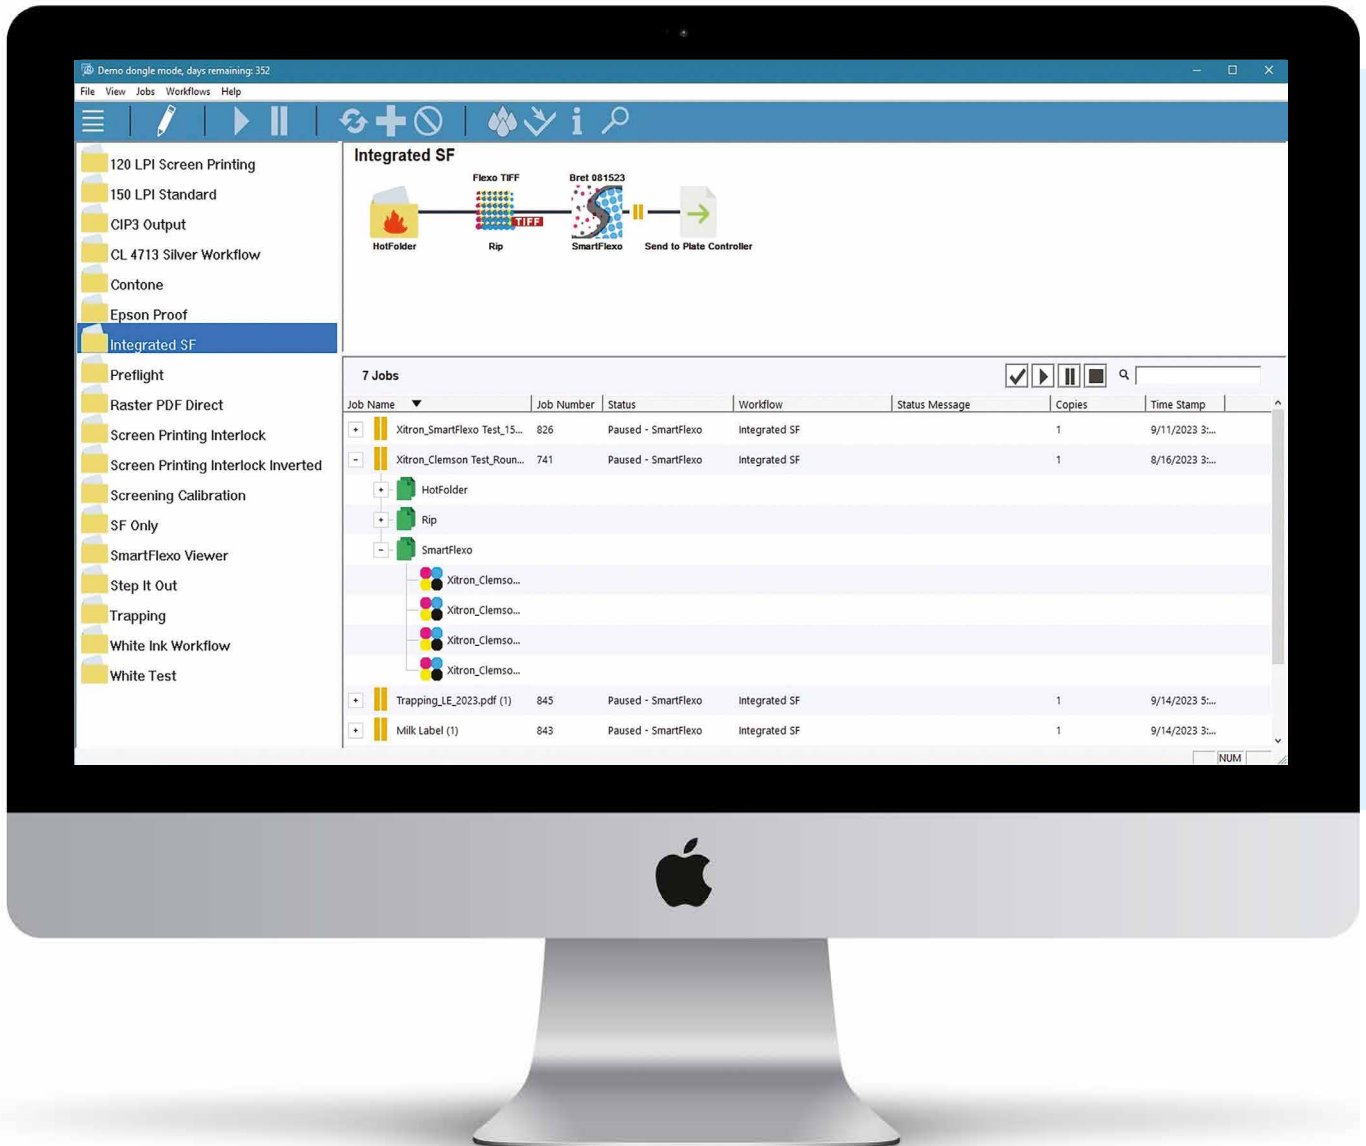 Demo dongle mode, days remaining: 352
File View Jobs Workflows Help
120 LPI Screen Printing
150 LPI Standard
CIP3 Output
CL 4713 Silver Workflow
Contone
Epson Proof
Integrated SF
Preflight
Raster PDF Direct
Screen Printing Interlock
Screen Printing Interlock Inverted
Screening Calibration
SF Only
SmartFlexo Viewer
Step It Out
Trapping
White Ink Workflow
White Test
Integrated SF
Flexo TIFF Bret 081523
TIFF
HotFolder Rip SmartFlexo Send to Plate Controller
7 Jobs
Job Name Job Number Status Workflow Status Message Copies Time Stamp
Xitron_SmartFlexo Test_15... 826 Paused - SmartFlexo Integrated SF 1 9/11/2023 3:...
Xitron_Clemson Test_Roun... 741 Paused - SmartFlexo Integrated SF 1 8/16/2023 3:...
HotFolder
Rip
SmartFlexo
Xitron_Clemso...
Xitron_Clemso...
Xitron_Clemso...
Xitron_Clemso...
Trapping_LE_2023.pdf (1) 845 Paused - SmartFlexo Integrated SF 1 9/14/2023 5:...
Milk Label (1) 843 Paused - SmartFlexo Integrated SF 1 9/14/2023 3:...
NUM